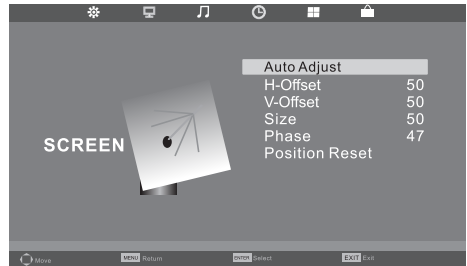 Auto Adjust
H-Offset 50
V-Offset 50
Size 50
Phase 47
Position Reset
SCREEN
Move MENU Return ENTER Select EXIT Exit